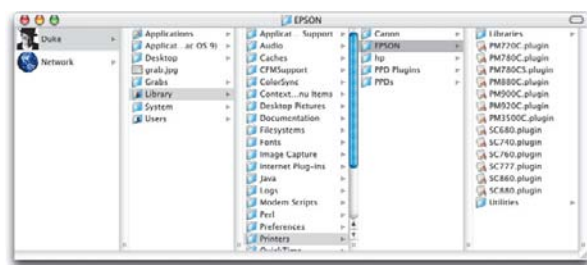 EPSON
Duke
Network
Applications
Applicat...ac OS 9)
Desktop
grab.jpg
Grabs
Library
System
Users
Applicat... Support
Audio
Caches
CFMSupport
ColorSync
Context...nu Items
Desktop Pictures
Documentation
Filesystems
Fonts
Image Capture
Internet Plug-Ins
Java
Logs
Modem Scripts
Perl
Preferences
Printers
QuickTime
Canon
EPSON
hp
PPD Plugins
PPDs
Libraries
PM770C.plugin
PM780C.plugin
PM780CS.plugin
PM880C.plugin
PM900C.plugin
PM920C.plugin
PM3500C.plugin
SC680.plugin
SC740.plugin
SC760.plugin
SC777.plugin
SC860.plugin
SC880.plugin
Utilities